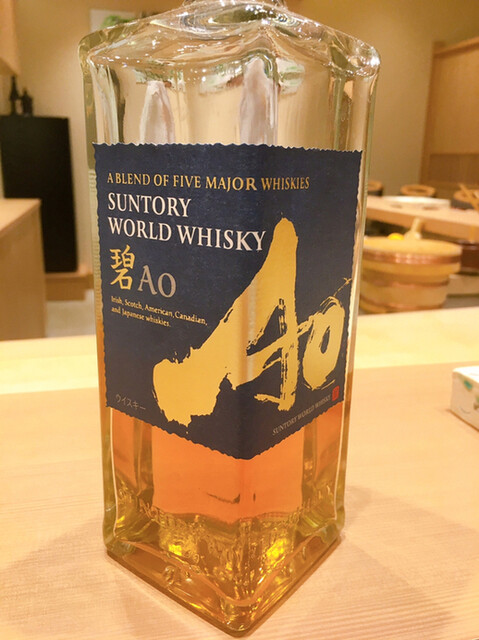 A BLEND OF FIVE MAJOR WHISKIES
SUNTORY
WORLD WHISKY
碧AO
Irish, Scotch, American, Canadian,
and Japanese whiskies.
Ao
ウイスキー
SUNTORY WORLD WHISKY